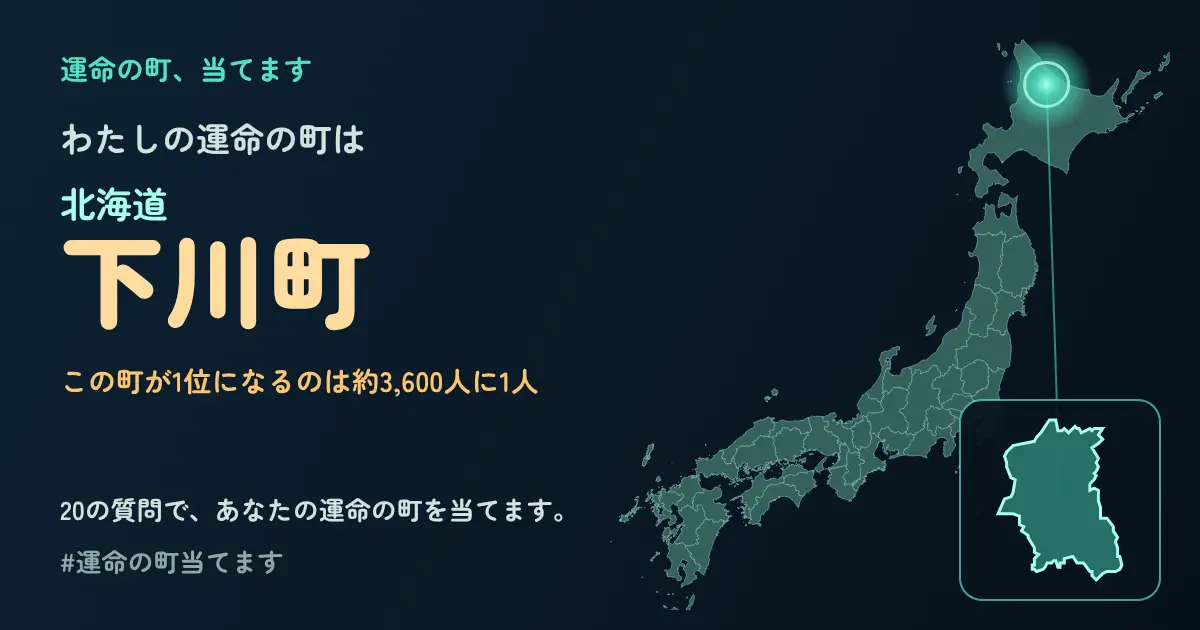 運命の町、当てます
わたしの運命の町は
北海道
下川町
この町が1位になるのは約3,600人に1人
20の質問で、あなたの運命の町を当てます。
#運命の町当てます